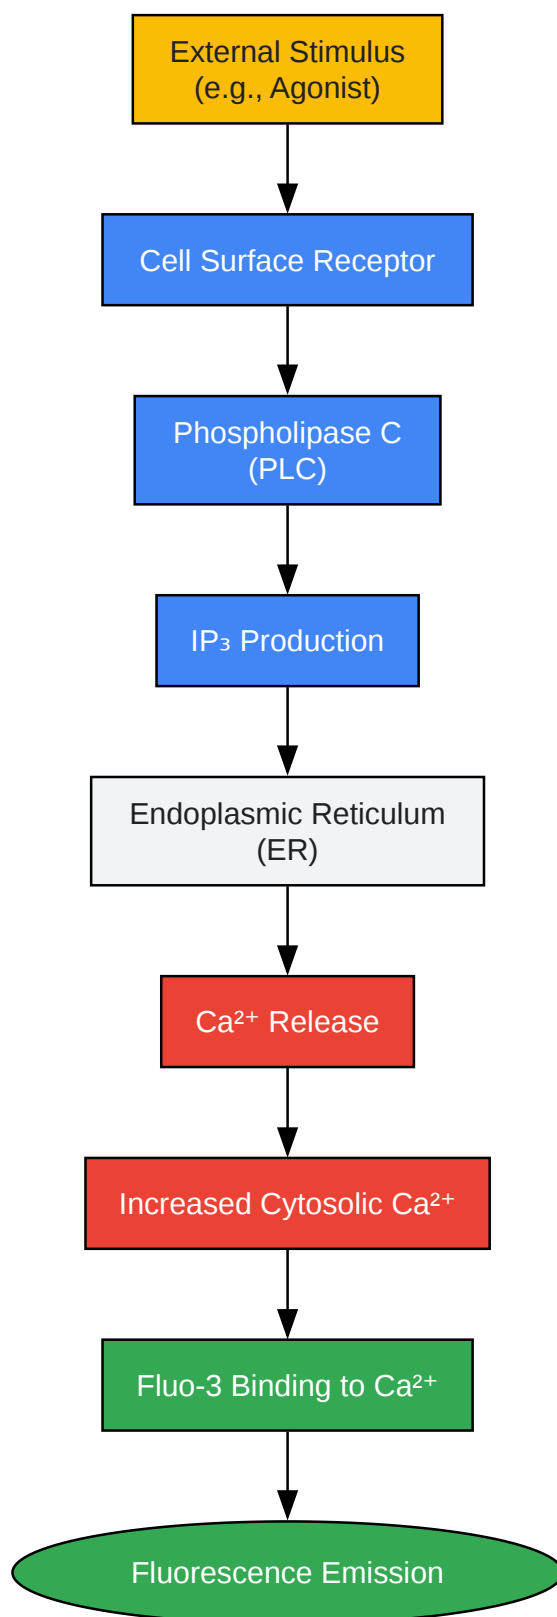 External Stimulus
(e.g., Agonist)
Cell Surface Receptor
Phospholipase C
(PLC)
IP₃ Production
Endoplasmic Reticulum
(ER)
Ca²⁺ Release
Increased Cytosolic Ca²⁺
Fluo-3 Binding to Ca²⁺
Fluorescence Emission